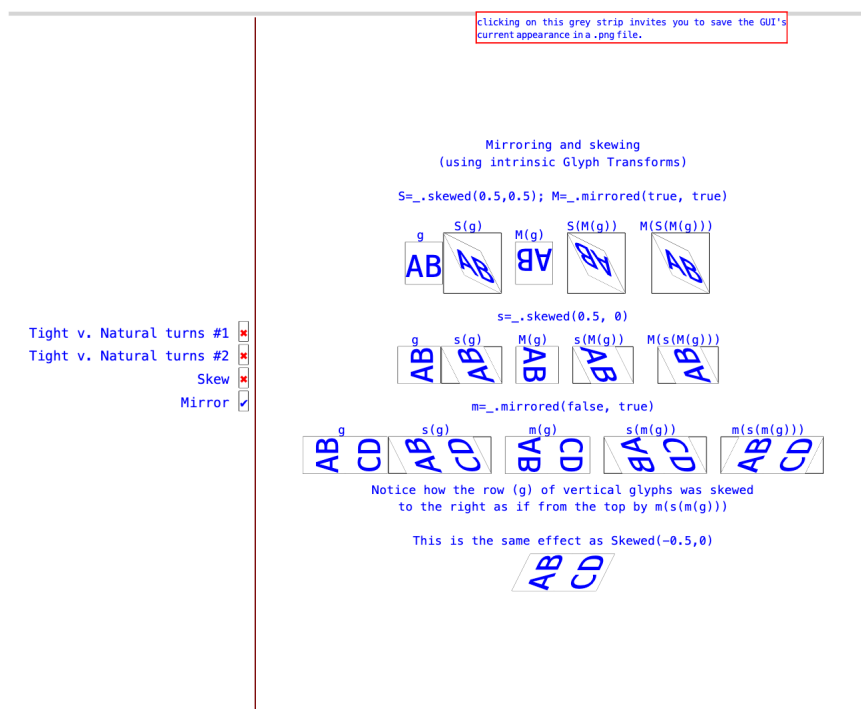 clicking on this grey strip invites you to save the GUI's
current appearance in a .png file.
Mirroring and skewing
(using intrinsic Glyph Transforms)
S=_.skewed(0.5,0.5); M=_.mirrored(true, true)
g S(g) M(g) S(M(g)) M(S(M(g)))
AB AB AB AB AB
s=_.skewed(0.5, 0)
g s(g) M(g) s(M(g)) M(s(M(g)))
AB AB AB AB AB
Tight v. Natural turns #1 ✖
Tight v. Natural turns #2 ✖
Skew ✖
Mirror ✔
m=_.mirrored(false, true)
g s(g) m(g) s(m(g)) m(s(m(g)))
AB CD AB CD AB CD AB CD AB CD
Notice how the row (g) of vertical glyphs was skewed
to the right as if from the top by m(s(m(g)))
This is the same effect as Skewed(-0.5,0)
AB CD